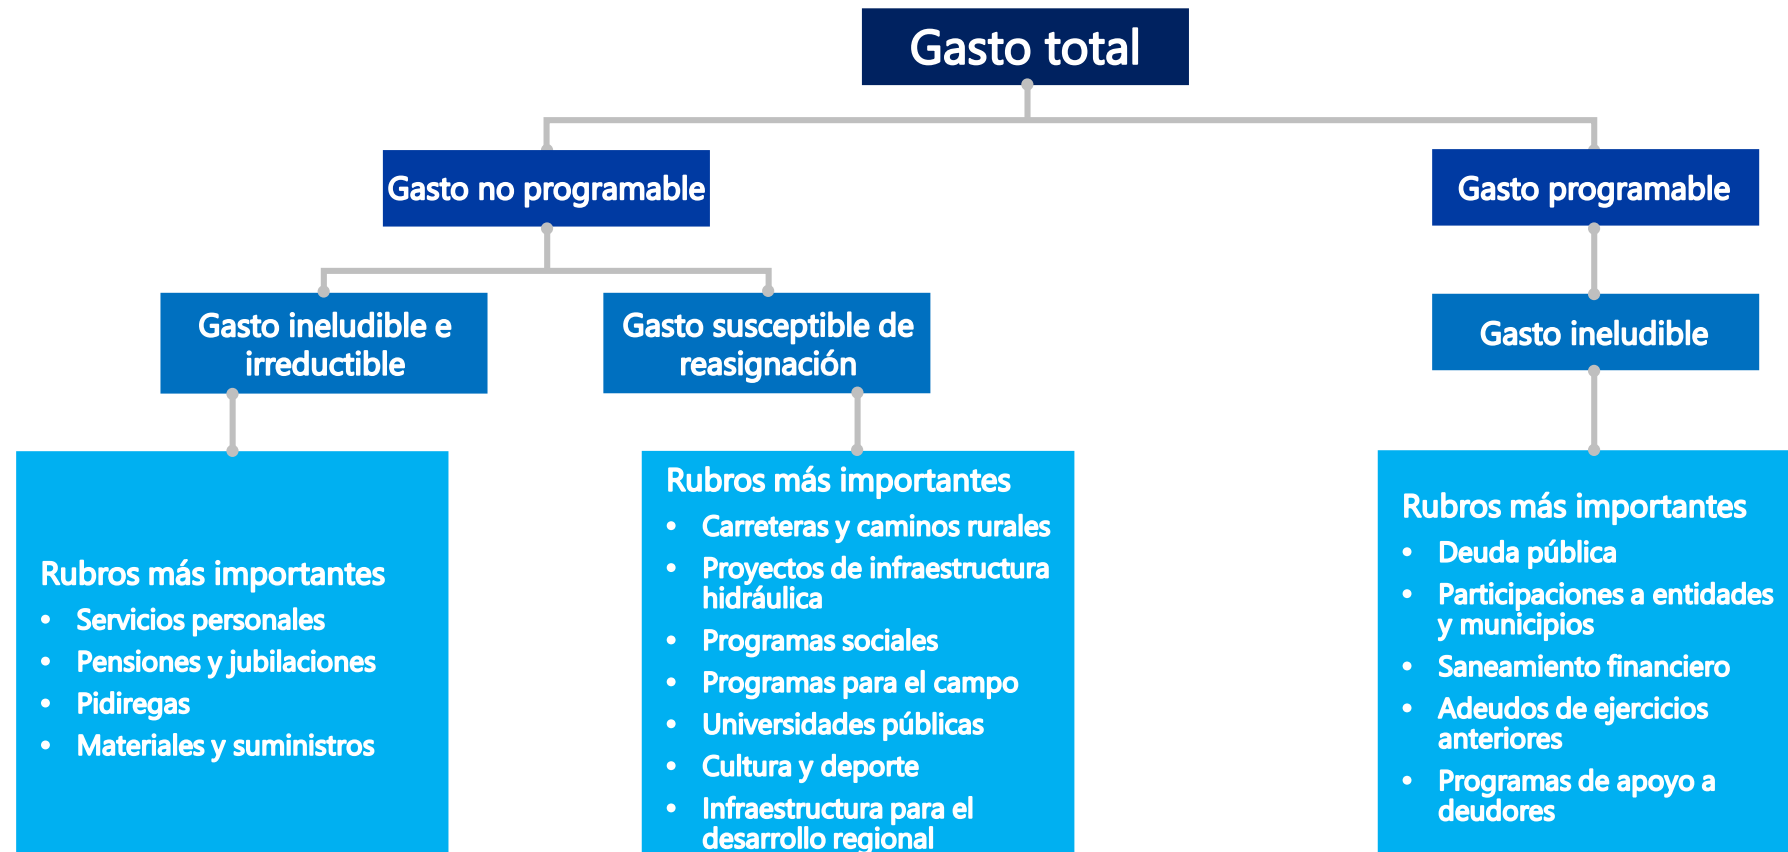 Gasto total
Gasto no programable
Gasto programable
Gasto ineludible e
irreductible
Gasto susceptible de
reasignación
Gasto ineludible
Rubros más importantes
• Servicios personales
• Pensiones y jubilaciones
• Pidiregas
• Materiales y suministros
Rubros más importantes
• Carreteras y caminos rurales
• Proyectos de infraestructura
hidráulica
• Programas sociales
• Programas para el campo
• Universidades públicas
• Cultura y deporte
• Infraestructura para el
desarrollo regional
Rubros más importantes
• Deuda pública
• Participaciones a entidades
y municipios
• Saneamiento financiero
• Adeudos de ejercicios
anteriores
• Programas de apoyo a
deudores